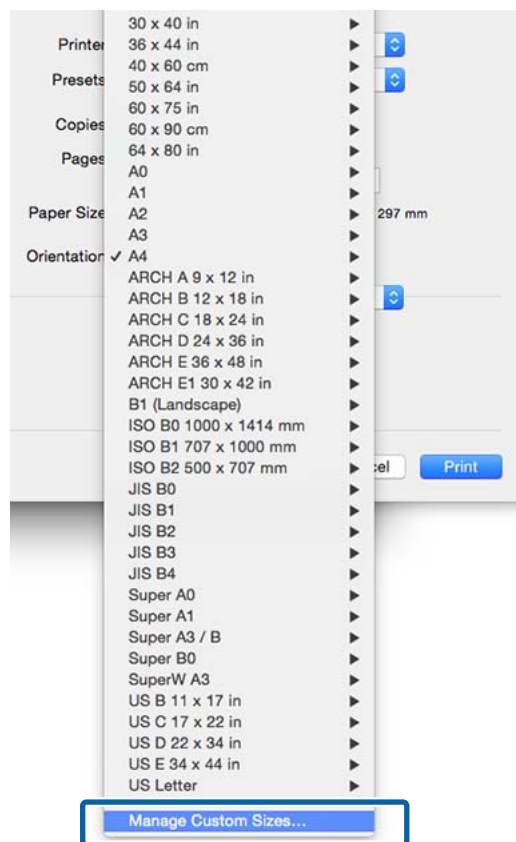 30 x 40 in
Printer
36 x 44 in
40 x 60 cm
Presets
50 x 64 in
60 x 75 in
Copies
60 x 90 cm
64 x 80 in
Pages
A0
A1
Paper Size
A2
297 mm
A3
Orientation
✓ A4
ARCH A 9 x 12 in
ARCH B 12 x 18 in
ARCH C 18 x 24 in
ARCH D 24 x 36 in
ARCH E 36 x 48 in
ARCH E1 30 x 42 in
B1 (Landscape)
ISO B0 1000 x 1414 mm
ISO B1 707 x 1000 mm
ISO B2 500 x 707 mm
cel
Print
JIS B0
JIS B1
JIS B2
JIS B3
JIS B4
Super A0
Super A1
Super A3 / B
Super B0
SuperW A3
US B 11 x 17 in
US C 17 x 22 in
US D 22 x 34 in
US E 34 x 44 in
US Letter
Manage Custom Sizes...